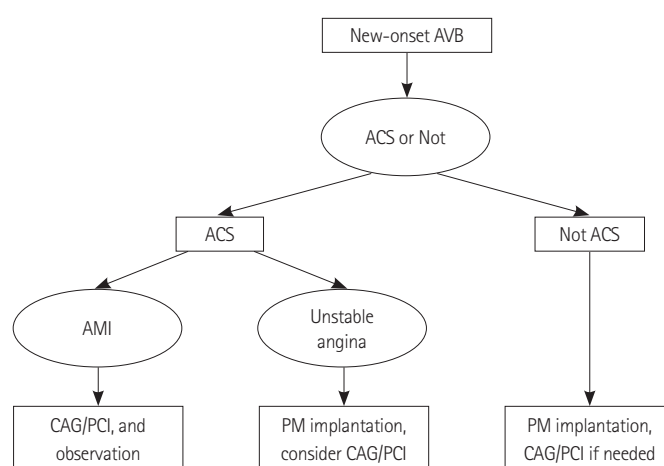 New-onset AVB
ACS or Not
ACS
Not ACS
AMI
Unstable
angina
CAG/PCI, and
observation
PM implantation,
consider CAG/PCI
PM implantation,
CAG/PCI if needed